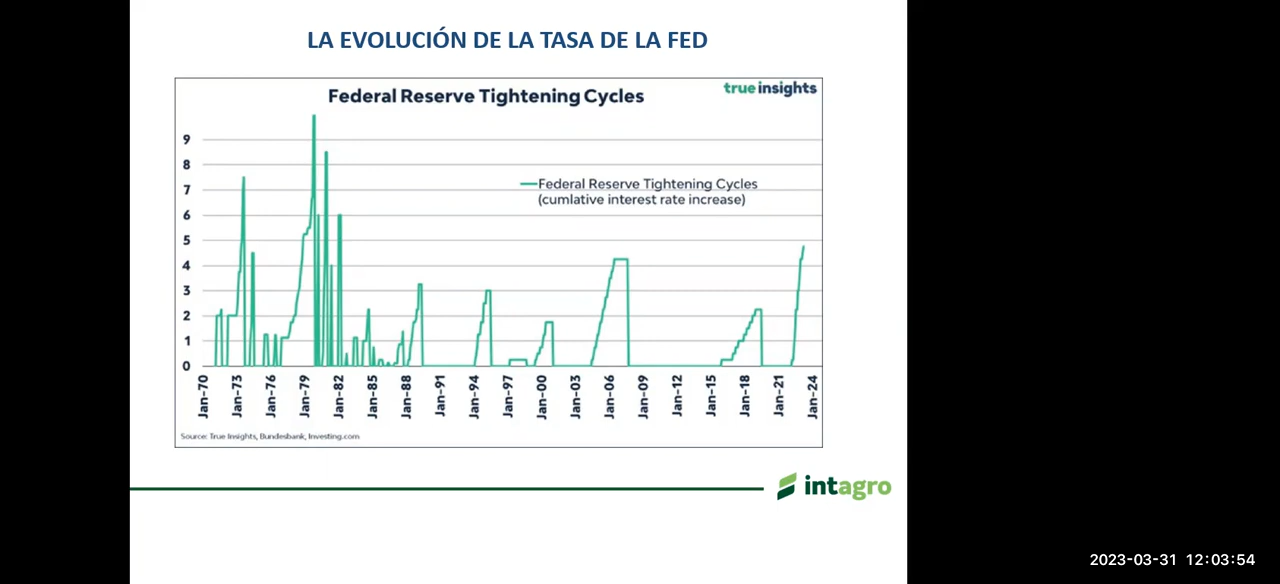 LA EVOLUCIÓN DE LA TASA DE LA FED
Federal Reserve Tightening Cycles
trueinsights
9
8
7
6
5
4
3
2
1
0
Federal Reserve Tightening Cycles
(cumlative interest rate increase)
Jan-70
Jan-73
Jan-76
Jan-79
Jan-82
Jan-85
Jan-88
Jan-91
Jan-94
Jan-97
Jan-00
Jan-03
Jan-06
Jan-09
Jan-12
Jan-15
Jan-18
Jan-21
Jan-24
Source: True Insights, Bundesbank, Investing.com
intagro
2023-03-31 12:03:54